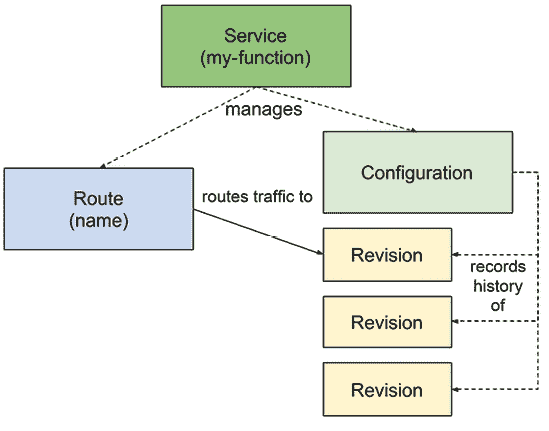 Service
(my-function)
manages
Configuration
Route
(name)
routes traffic to
Revision
records
history
of
Revision
Revision